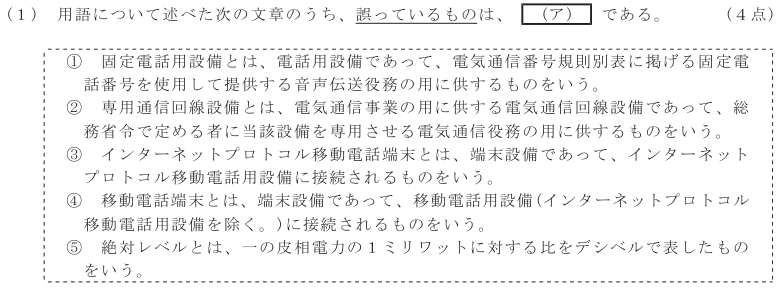 (1) 用語について述べた次の文章のうち、誤っているものは、 (ア) である。 (4点)
① 固定電話用設備とは、電話用設備であって、電気通信番号規則別表に掲げる固定電
話番号を使用して提供する音声伝送役務の用に供するものをいう。
② 専用通信回線設備とは、電気通信事業の用に供する電気通信回線設備であって、総
務省令で定める者に当該設備を専用させる電気通信役務の用に供するものをいう。
③ インターネットプロトコル移動電話端末とは、端末設備であって、インターネット
プロトコル移動電話用設備に接続されるものをいう。
④ 移動電話端末とは、端末設備であって、移動電話用設備(インターネットプロトコル
移動電話用設備を除く。)に接続されるものをいう。
⑤ 絶対レベルとは、一の皮相電力の1ミリワットに対する比をデシベルで表したもの
をいう。